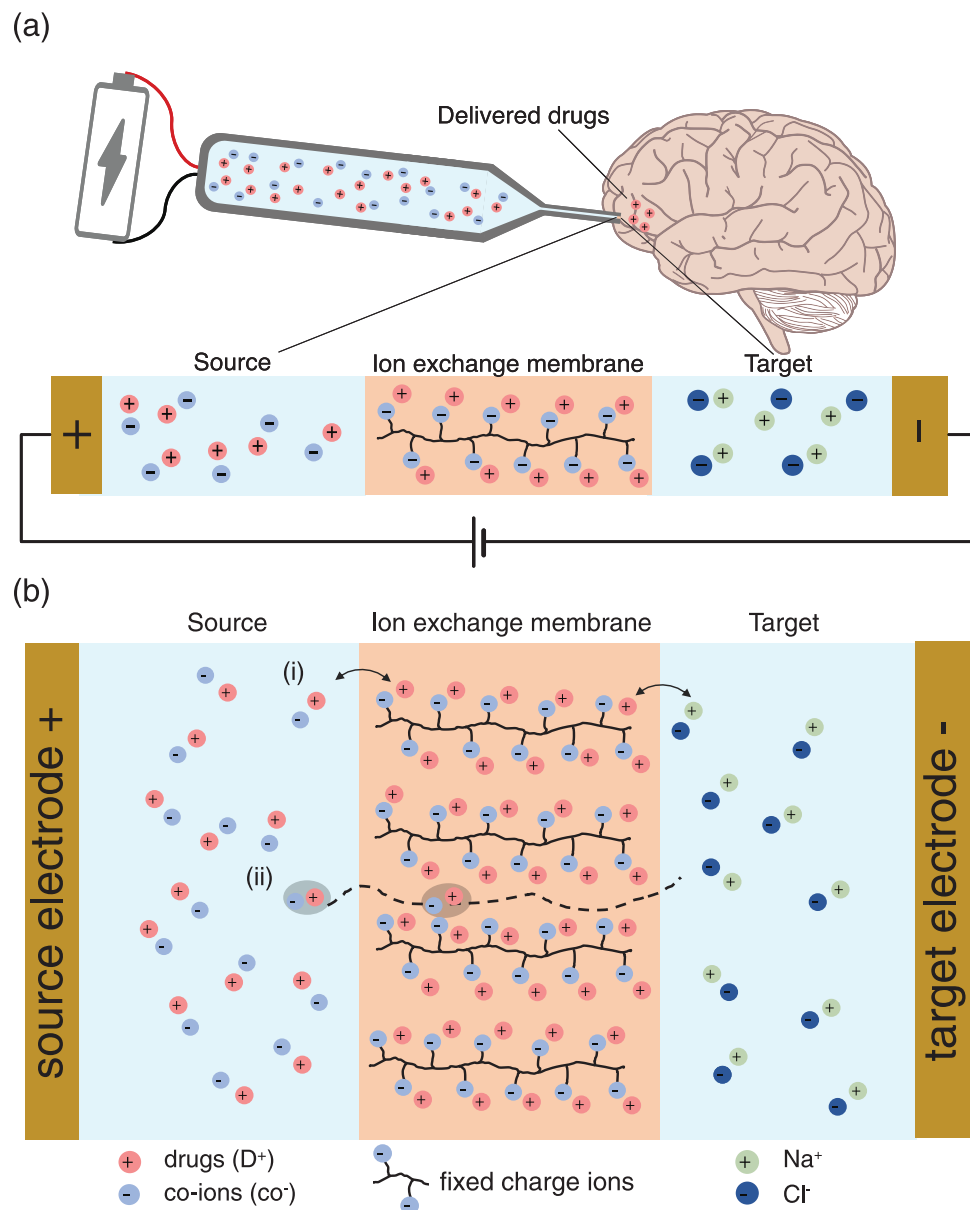 (a)
Delivered drugs
Source
Ion exchange membrane
Target
+
-
(b)
Source
Ion exchange membrane
Target
(i)
(ii)
source electrode +
target electrode -
drugs (D⁺)
co-ions (co⁻)
fixed charge ions
Na⁺
Cl⁻